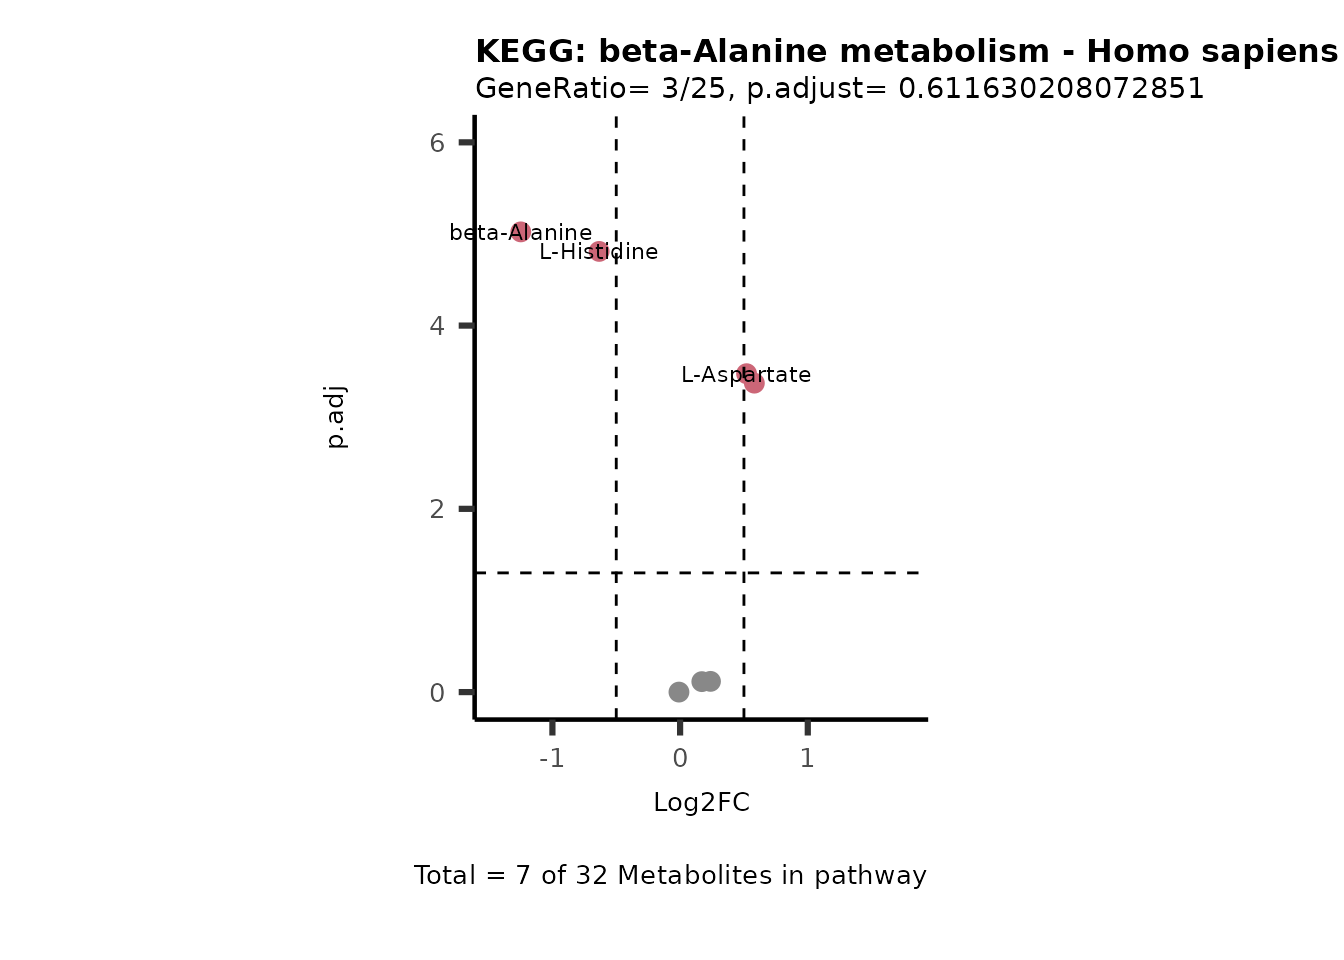 KEGG: beta-Alanine metabolism - Homo sapiens
GeneRatio= 3/25, p.adjust= 0.611630208072851
6
beta-Alanine
L-Histidine
4
L-Aspartate
p.adj
2
0
-1 0 1
Log2FC
Total = 7 of 32 Metabolites in pathway